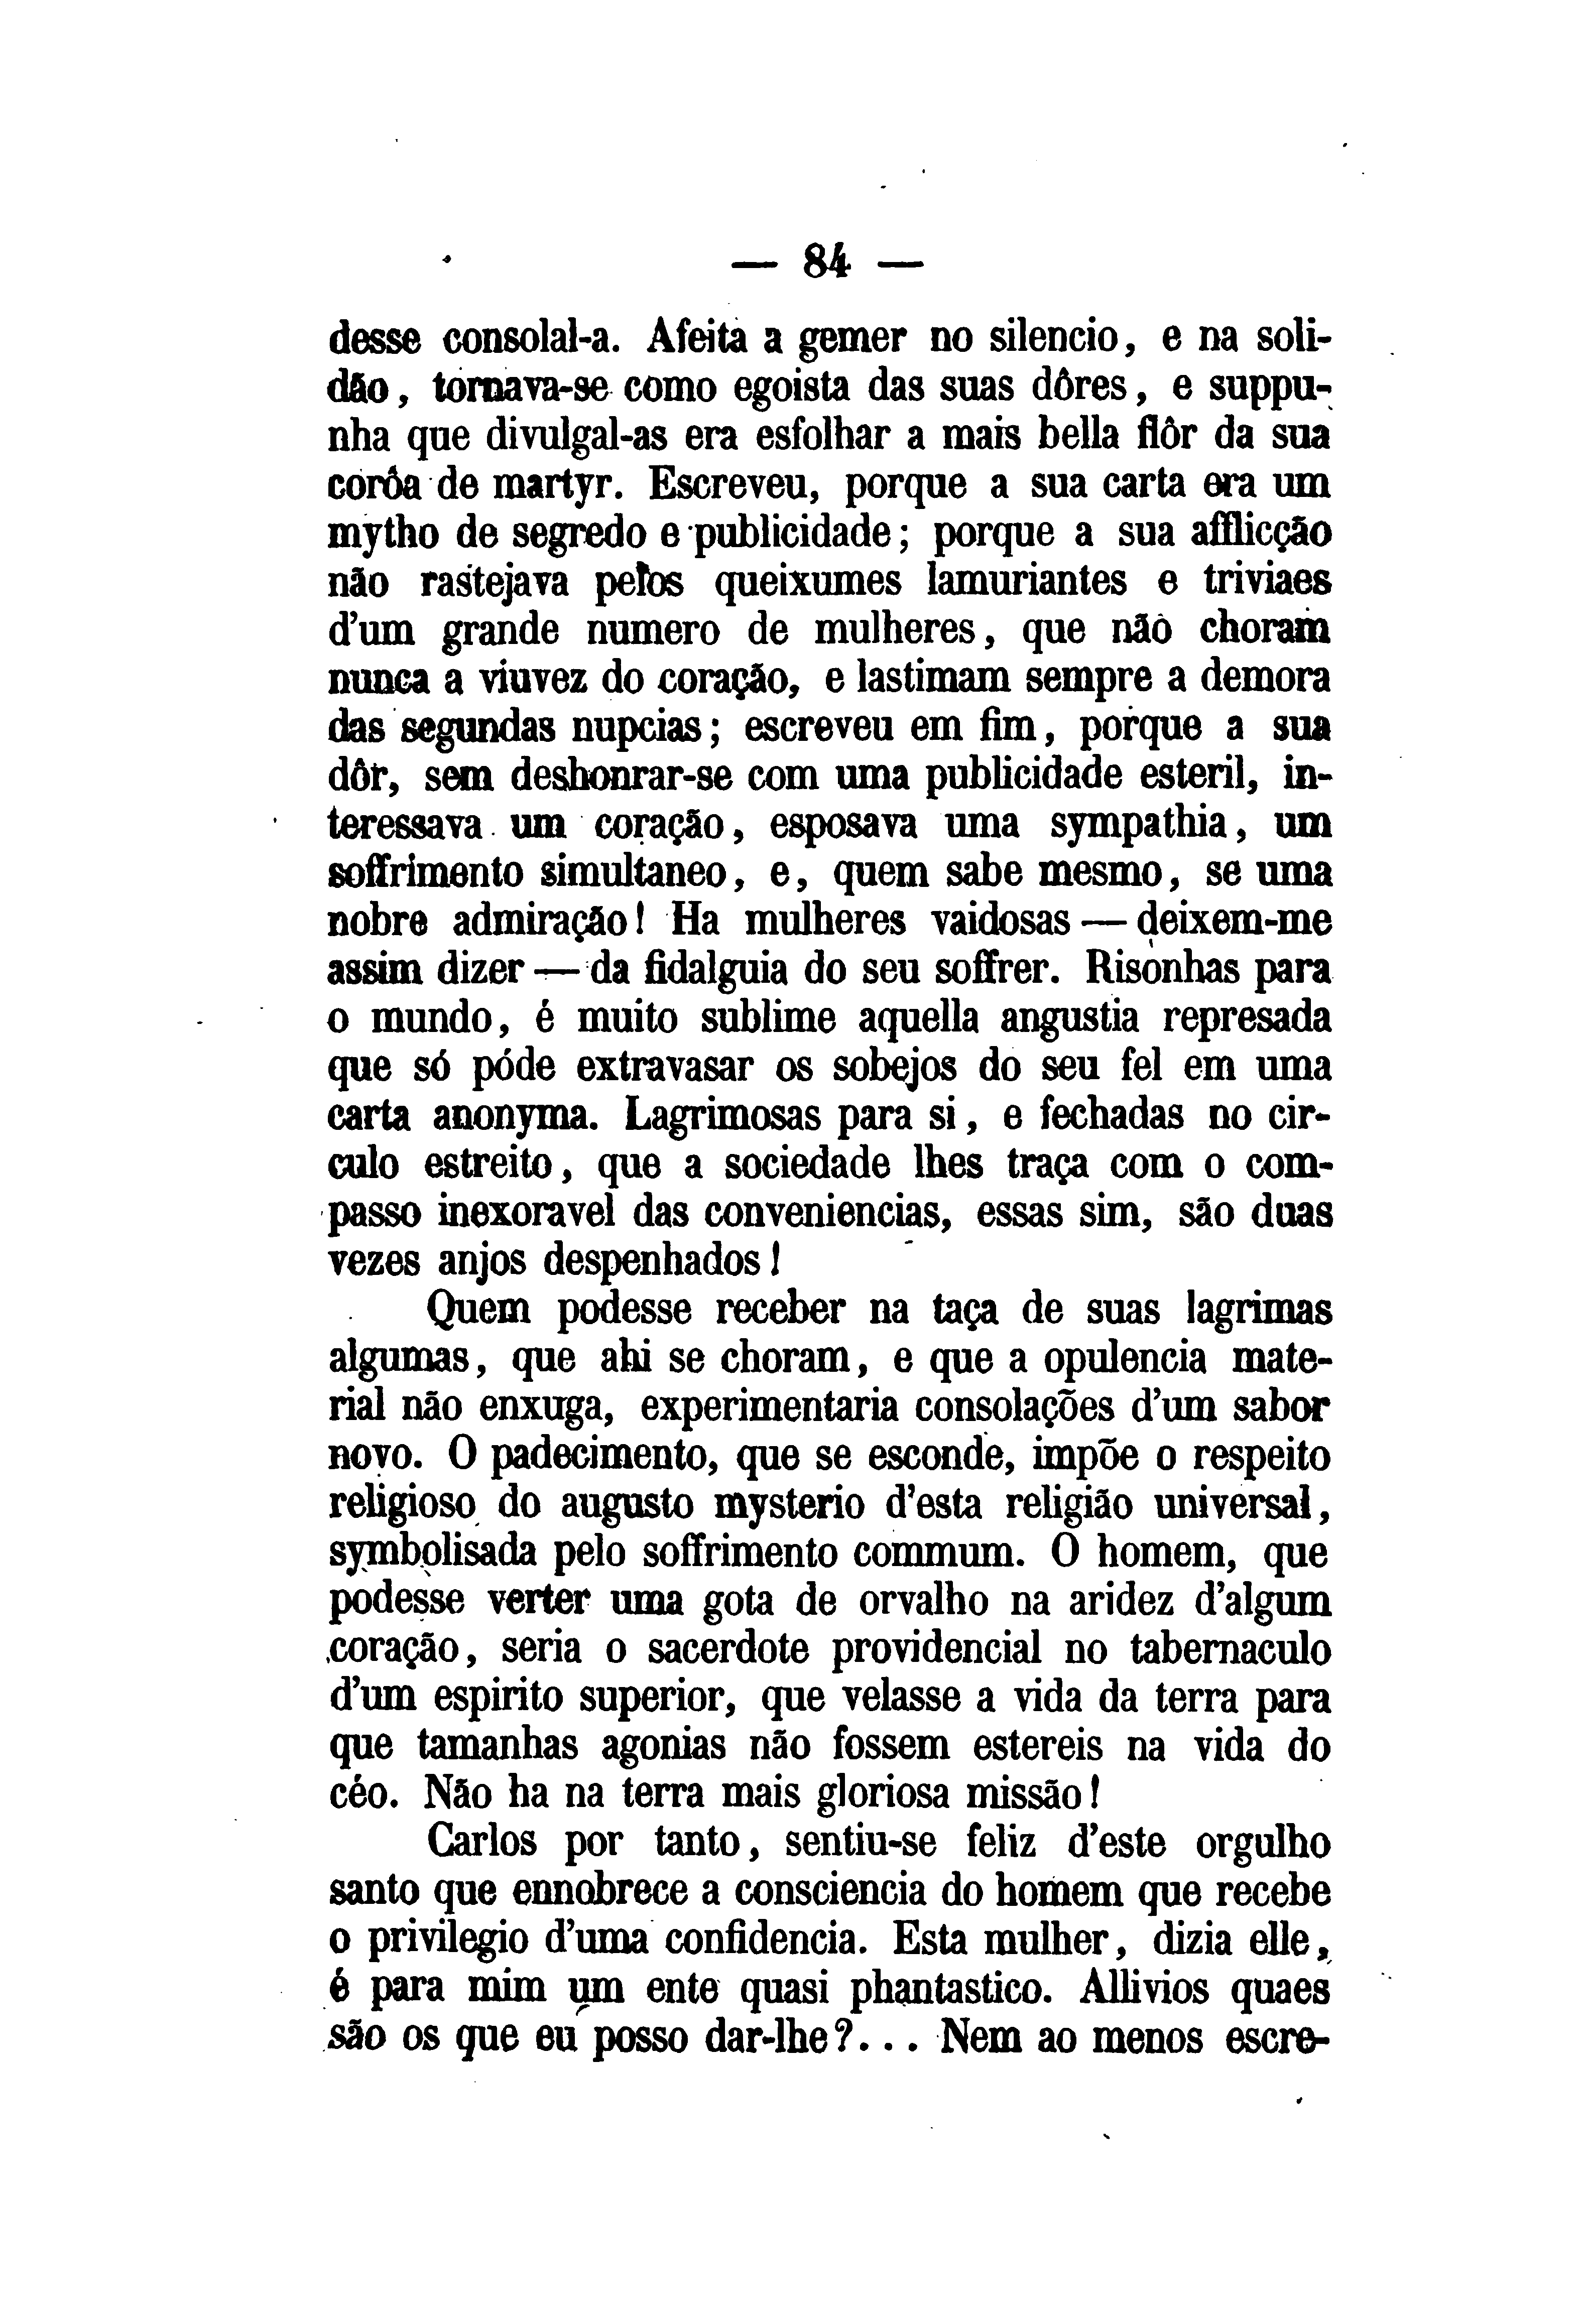 — 84 —
desse consolal-a. Afeita a gemer no silencio, e na soli-
dão, tornava-se como egoista das suas dôres, e suppu-
nha que divulgal-as era esfolhar a mais bella flôr da sua
corôa de martyr. Escreveu, porque a sua carta era um
mytho de segredo e publicidade; porque a sua afflicção
não rastejava pelos queixumes lamuriantes e triviaes
d'um grande numero de mulheres, que não choram
nunca a viuvez do coração, e lastimam sempre a demora
das segundas nupcias; escreveu em fim, porque a sua
dôr, sem deshonrar-se com uma publicidade esteril, in-
teressava um coração, esposava uma sympathia, um
soffrimento simultaneo, e, quem sabe mesmo, se uma
nobre admiração! Ha mulheres vaidosas — deixem-me
assim dizer — da fidalguia do seu soffrer. Risonhas para
o mundo, é muito sublime aquella angustia represada
que só póde extravasar os sobejos do seu fel em uma
carta anonyma. Lagrimosas para si, e fechadas no cir-
culo estreito, que a sociedade lhes traça com o com-
passo inexoravel das conveniencias, essas sim, são duas
vezes anjos despenhados!
Quem podesse receber na taça de suas lagrimas
algumas, que ahi se choram, e que a opulencia mate-
rial não enxuga, experimentaria consolações d'um sabor
novo. O padecimento, que se esconde, impõe o respeito
religioso do augusto mysterio d'esta religião universal,
symbolisada pelo soffrimento commum. O homem, que
podesse verter uma gota de orvalho na aridez d'algum
coração, seria o sacerdote providencial no tabernaculo
d'um espirito superior, que velasse a vida da terra para
que tamanhas agonias não fossem estereis na vida do
céo. Não ha na terra mais gloriosa missão!
Carlos por tanto, sentiu-se feliz d'este orgulho
santo que ennobrece a consciencia do homem que recebe
o privilegio d'uma confidencia. Esta mulher, dizia elle,
é para mim um ente quasi phantastico. Allivios quaes
são os que eu posso dar-lhe?... Nem ao menos escre-